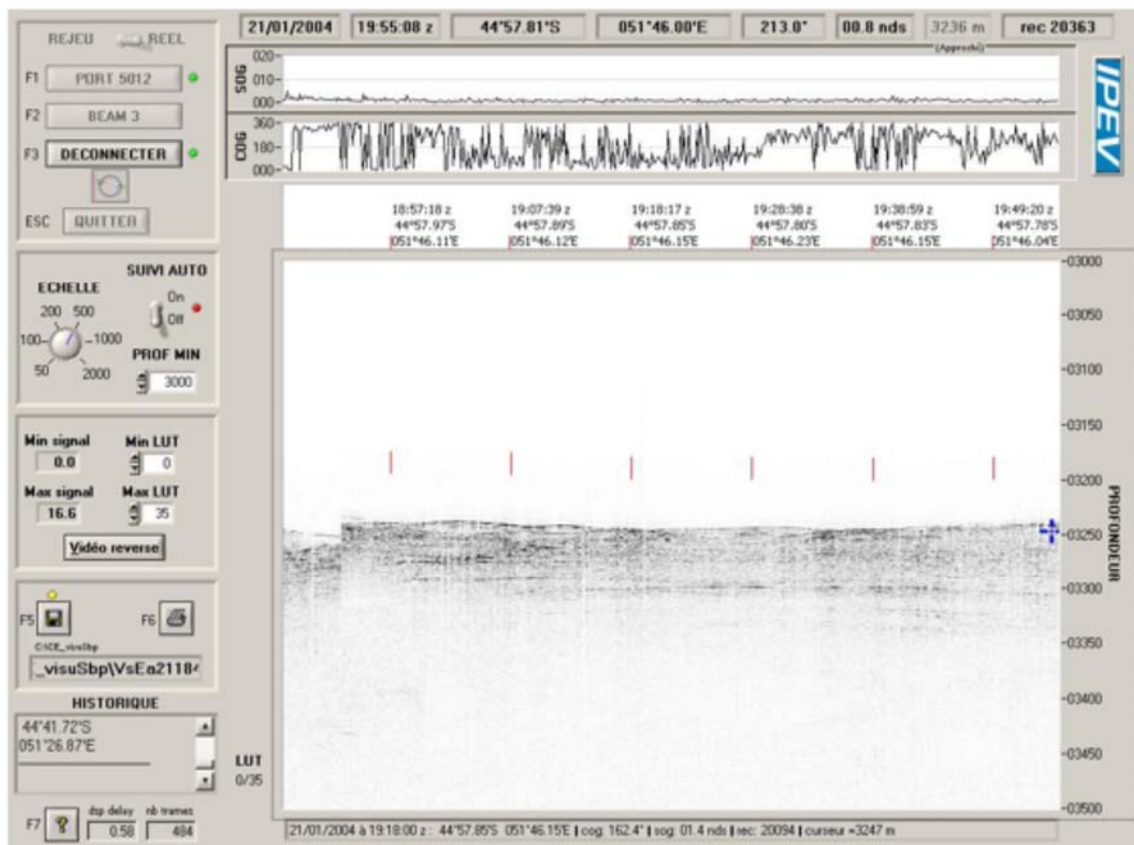 21/01/2004 19:55:08 z 44°57.81°S 051°46.00'E 213.0° 00.8 nds 3236 m rec 20363
(Approché)
IPEV
REJEU REEL
F1 PORT 5012
F2 BEAM 3
F3 DECONNECTER
ESC QUITTER
SOG
020
010-
000-
COG
360
180
000-
18:57:18 z 19:07:39 z 19:18:17 z 19:28:38 z 19:38:59 z 19:49:20 z
44°57.97'S 44°57.89'S 44°57.85'S 44°57.80'S 44°57.83'S 44°57.78'S
051°46.11'E 051°46.12'E 051°46.15'E 051°46.23'E 051°46.15'E 051°46.04'E
SUIVI AUTO
On
Off
ECHELLE
200 500
100 1000
50 2000
PROF MIN
3000
Min signal Min LUT
0.0 0
Max signal Max LUT
16.6 35
Vidéo reverse
F5 F6
C:\CE_visuSbp
_visuSbp\VsEa21184
HISTORIQUE
44°41.72'S
051°26.87'E
F7 ? dsp delay nb trames
0.58 484
LUT
0/35
-03000
-03050
-03100
-03150
-03200
-03250
-03300
-03350
-03400
-03450
-03500
PROFONDEUR
21/01/2004 à 19:18:00 z : 44°57.85'S 051°46.15'E | cog: 162.4° | sog: 01.4 nds | rec: 20094 | curseur =3247 m